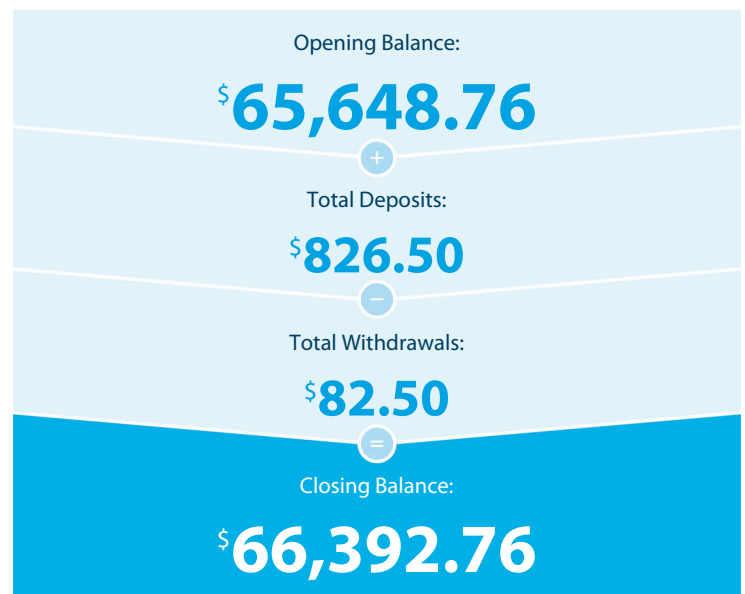 Opening Balance:
$65,648.76
+
Total Deposits:
$826.50
−
Total Withdrawals:
$82.50
=
Closing Balance:
$66,392.76